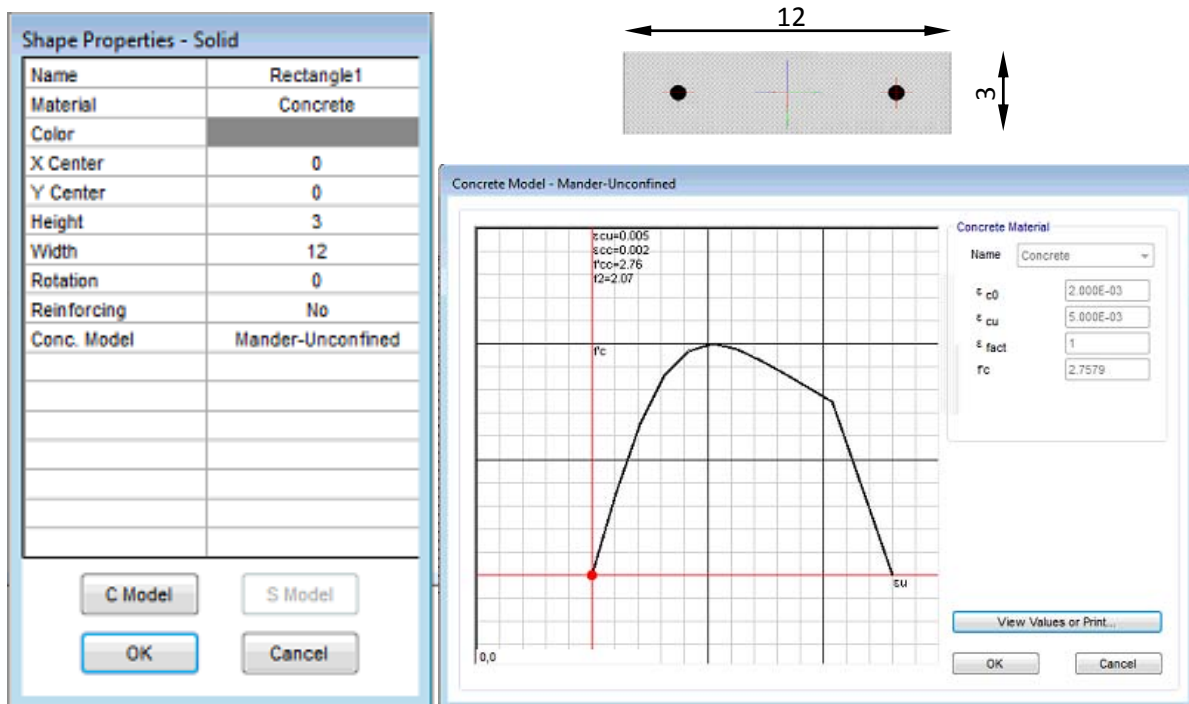 Shape Properties - Solid
Name Rectangle1
Material Concrete
Color
X Center 0
Y Center 0
Height 3
Width 12
Rotation 0
Reinforcing No
Conc. Model Mander-Unconfined
C Model S Model
OK Cancel
12
3
Concrete Model - Mander-Unconfined
εcu=0.005
εcc=0.002
f'cc=2.76
f2=2.07
f'c
εu
0,0
Concrete Material
Name Concrete
ε c0 2.000E-03
ε cu 5.000E-03
ε fact 1
f'c 2.7579
View Values or Print...
OK Cancel